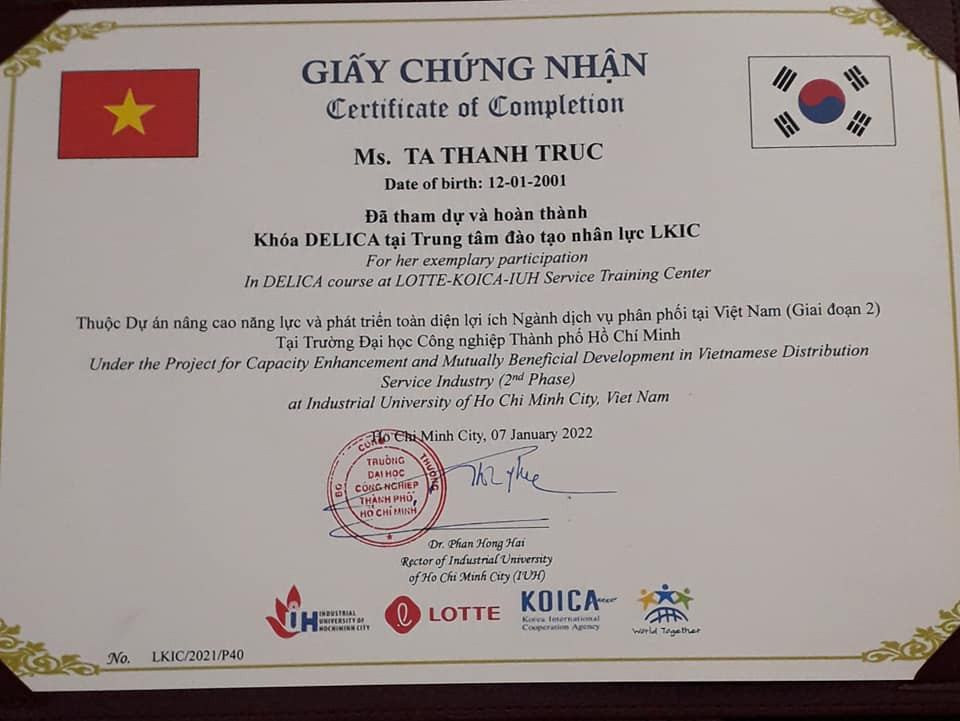 GIẤY CHỨNG NHẬN
Certificate of Completion
Ms. TA THANH TRUC
Date of birth: 12-01-2001
Đã tham dự và hoàn thành
Khóa DELICA tại Trung tâm đào tạo nhân lực LKIC
For her exemplary participation
In DELICA course at LOTTE-KOICA-IUH Service Training Center
Thuộc Dự án nâng cao năng lực và phát triển toàn diện lợi ích Ngành dịch vụ phân phối tại Việt Nam (Giai đoạn 2)
Tại Trường Đại học Công nghiệp Thành phố Hồ Chí Minh
Under the Project for Capacity Enhancement and Mutually Beneficial Development in Vietnamese Distribution
Service Industry (2nd Phase)
at Industrial University of Ho Chi Minh City, Viet Nam
Ho Chi Minh City, 07 January 2022
BỘ CÔNG THƯƠNG
TRƯỜNG
ĐẠI HỌC
CÔNG NGHIỆP
THÀNH PHỐ
HỒ CHÍ MINH
Dr. Phan Hong Hai
Rector of Industrial University
of Ho Chi Minh City (IUH)
IUH
INDUSTRIAL
UNIVERSITY OF
HOCHIMINH CITY
LOTTE
KOICA
Korea International
Cooperation Agency
World Together
No. LKIC/2021/P40